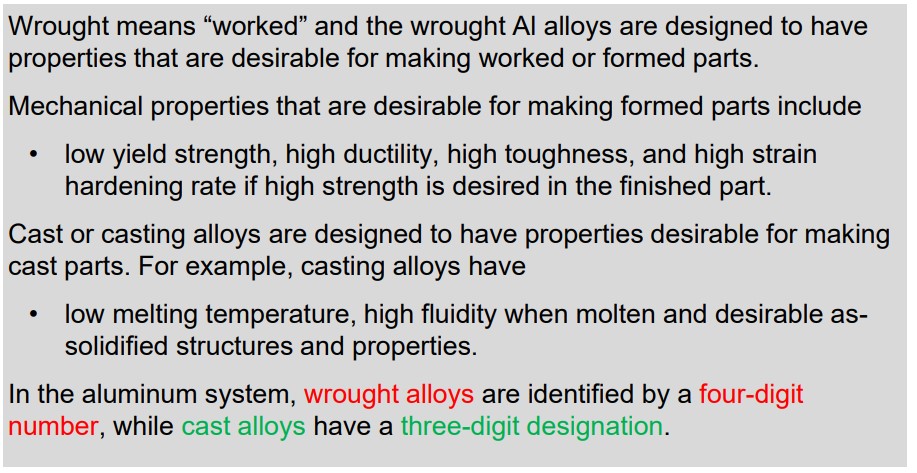 Wrought means “worked” and the wrought Al alloys are designed to have
properties that are desirable for making worked or formed parts.
Mechanical properties that are desirable for making formed parts include
• low yield strength, high ductility, high toughness, and high strain
hardening rate if high strength is desired in the finished part.
Cast or casting alloys are designed to have properties desirable for making
cast parts. For example, casting alloys have
• low melting temperature, high fluidity when molten and desirable as-
solidified structures and properties.
In the aluminum system, wrought alloys are identified by a four-digit
number, while cast alloys have a three-digit designation.